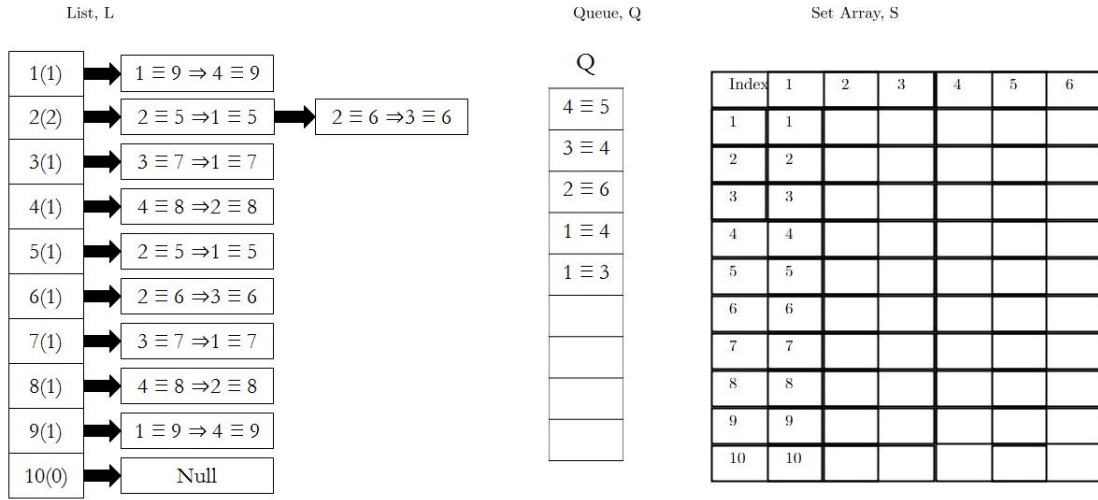 List, L
Queue, Q
Set Array, S
1(1) 1 ≡ 9 ⇒ 4 ≡ 9
2(2) 2 ≡ 5 ⇒1 ≡ 5 2 ≡ 6 ⇒3 ≡ 6
3(1) 3 ≡ 7 ⇒1 ≡ 7
4(1) 4 ≡ 8 ⇒2 ≡ 8
5(1) 2 ≡ 5 ⇒1 ≡ 5
6(1) 2 ≡ 6 ⇒3 ≡ 6
7(1) 3 ≡ 7 ⇒1 ≡ 7
8(1) 4 ≡ 8 ⇒2 ≡ 8
9(1) 1 ≡ 9 ⇒ 4 ≡ 9
10(0) Null
Q
4 ≡ 5
3 ≡ 4
2 ≡ 6
1 ≡ 4
1 ≡ 3
Index 1 2 3 4 5 6
1 1
2 2
3 3
4 4
5 5
6 6
7 7
8 8
9 9
10 10